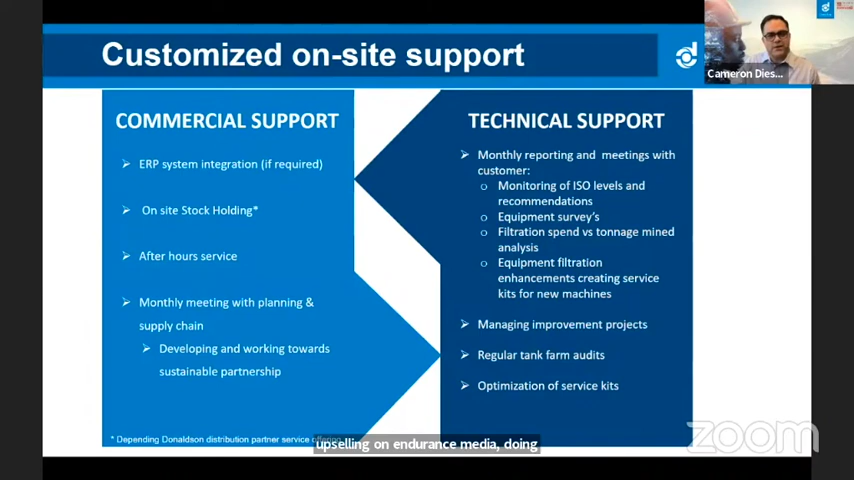 Customized on-site support
Cameron Dies...
COMMERCIAL SUPPORT
ERP system integration (if required)
On site Stock Holding*
After hours service
Monthly meeting with planning &
supply chain
Developing and working towards
sustainable partnership
* Depending Donaldson distribution partner service offering
TECHNICAL SUPPORT
Monthly reporting and meetings with
customer:
Monitoring of ISO levels and
recommendations
Equipment survey's
Filtration spend vs tonnage mined
analysis
Equipment filtration
enhancements creating service
kits for new machines
Managing improvement projects
Regular tank farm audits
Optimization of service kits
upselling on endurance media, doing
zoom